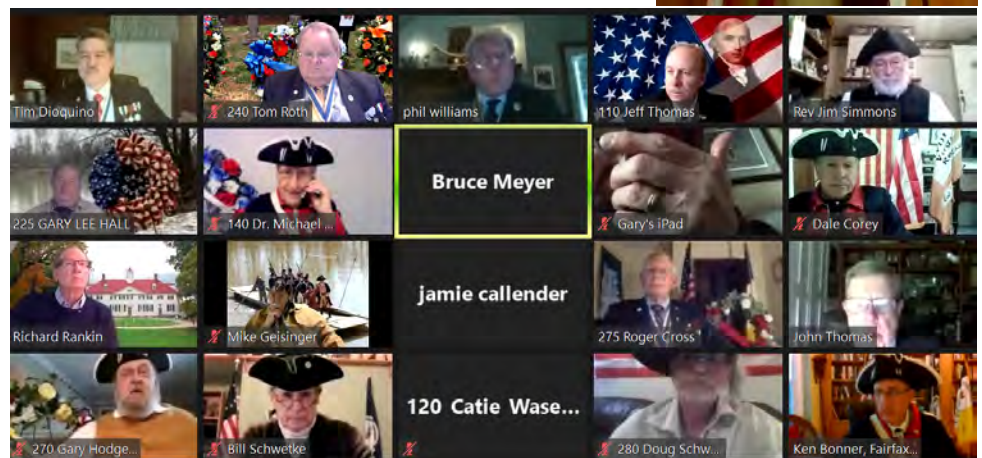 Tim Dioquino
240 Tom Roth
phil williams
110 Jeff Thomas
Rev Jim Simmons
225 GARY LEE HALL
140 Dr. Michael ...
Bruce Meyer
Gary's iPad
Dale Corey
Richard Rankin
Mike Geisinger
jamie callender
275 Roger Cross
John Thomas
270 Gary Hodge...
Bill Schwetke
120 Catie Wase...
280 Doug Schw...
Ken Bonner, Fairfax...